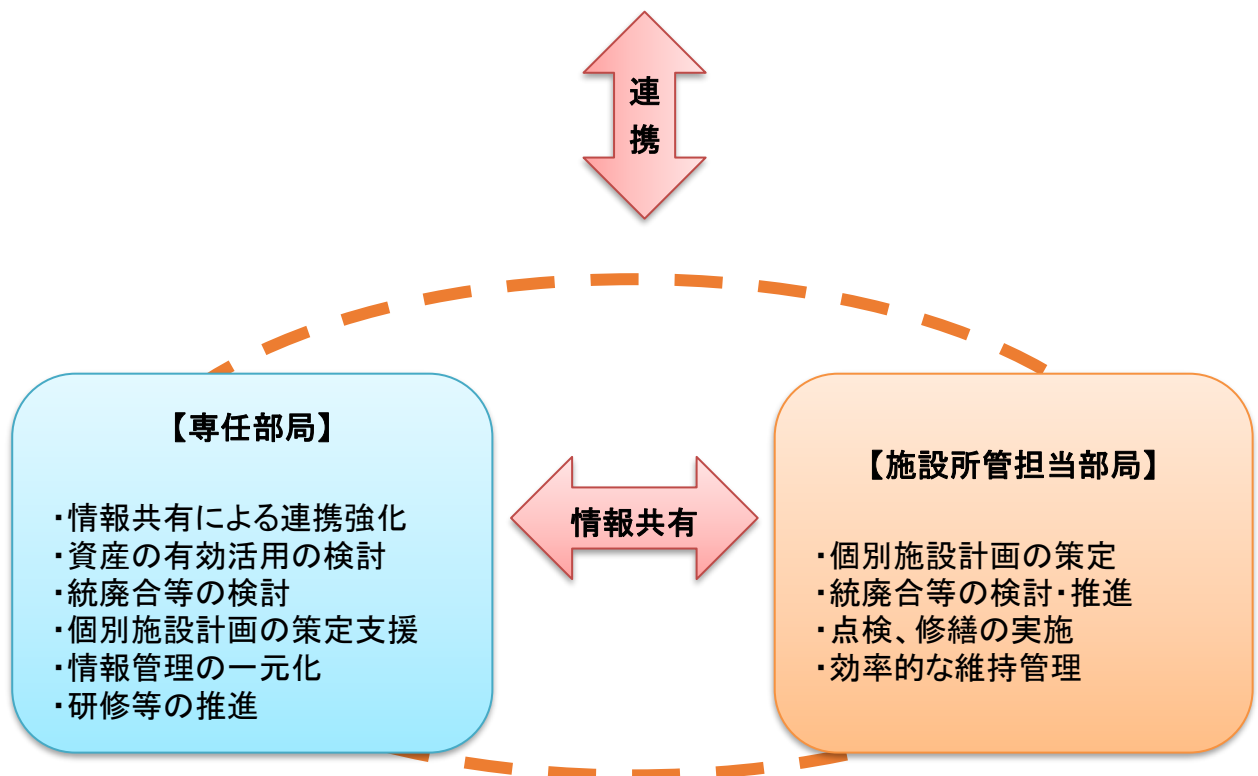 連
携
【専任部局】
・情報共有による連携強化
・資産の有効活用の検討
・統廃合等の検討
・個別施設計画の策定支援
・情報管理の一元化
・研修等の推進
情報共有
【施設所管担当部局】
・個別施設計画の策定
・統廃合等の検討・推進
・点検、修繕の実施
・効率的な維持管理